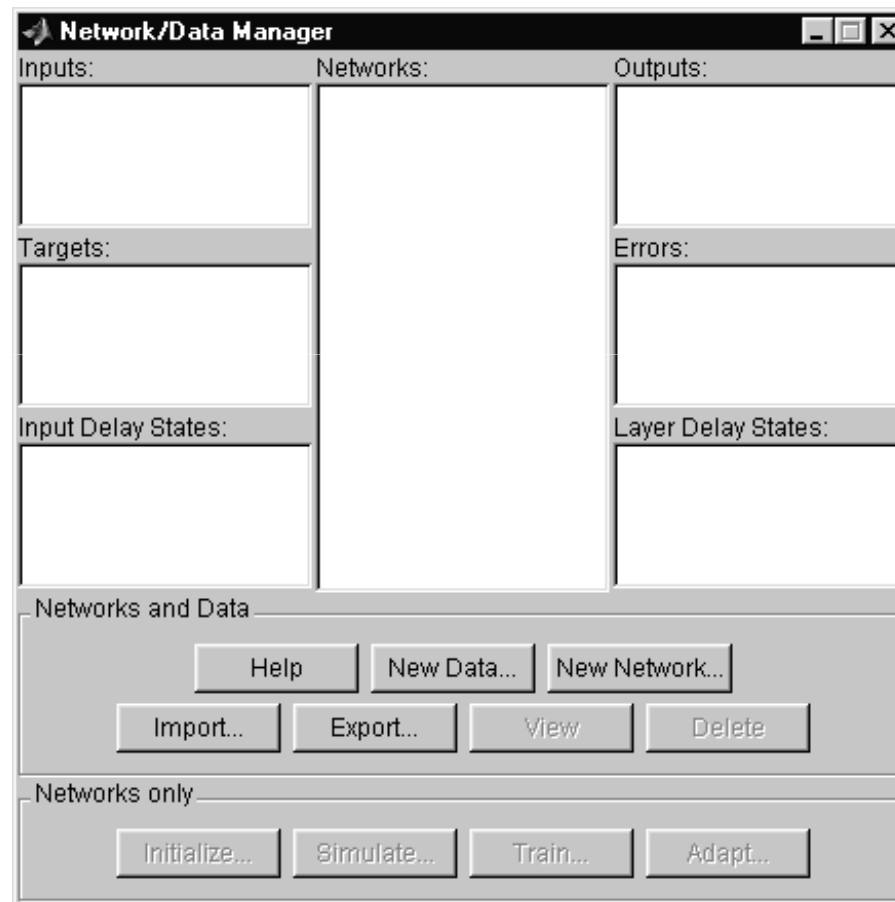 Network/Data Manager
Inputs: Networks: Outputs:
Targets: Errors:
Input Delay States: Layer Delay States:
Networks and Data
Help New Data... New Network...
Import... Export... View Delete
Networks only
Initialize... Simulate... Train... Adapt...